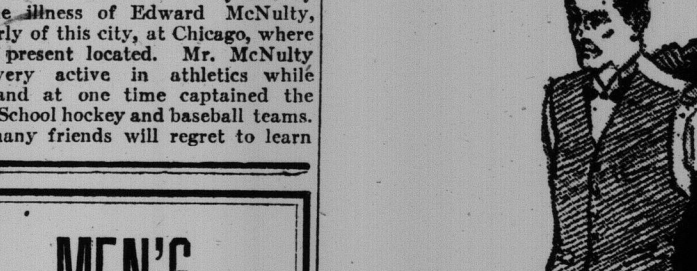 e illness of Edward McNulty,
rly of this city, at Chicago, where
present located. Mr. McNulty
very active in athletics while
and at one time captained the
School hockey and baseball teams.
many friends will regret to learn
MEN'S